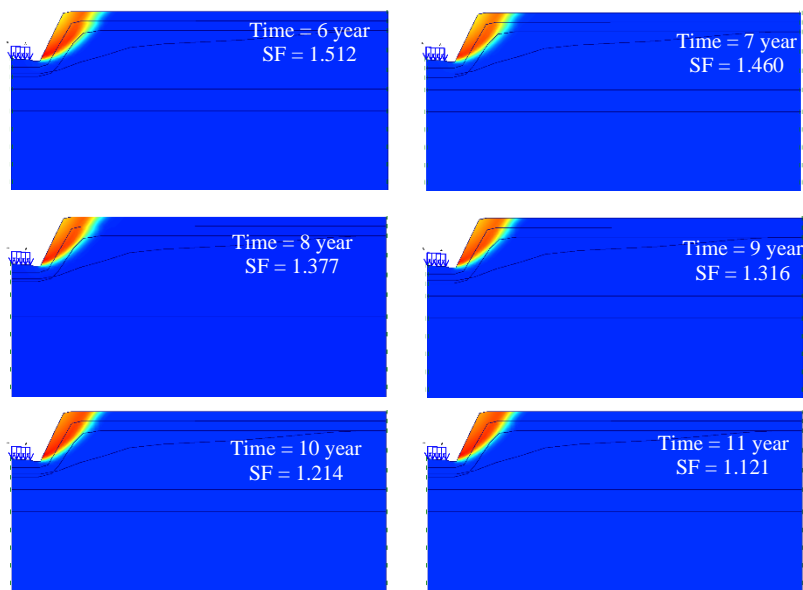 Time = 6 year
SF = 1.512
Time = 7 year
SF = 1.460
Time = 8 year
SF = 1.377
Time = 9 year
SF = 1.316
Time = 10 year
SF = 1.214
Time = 11 year
SF = 1.121